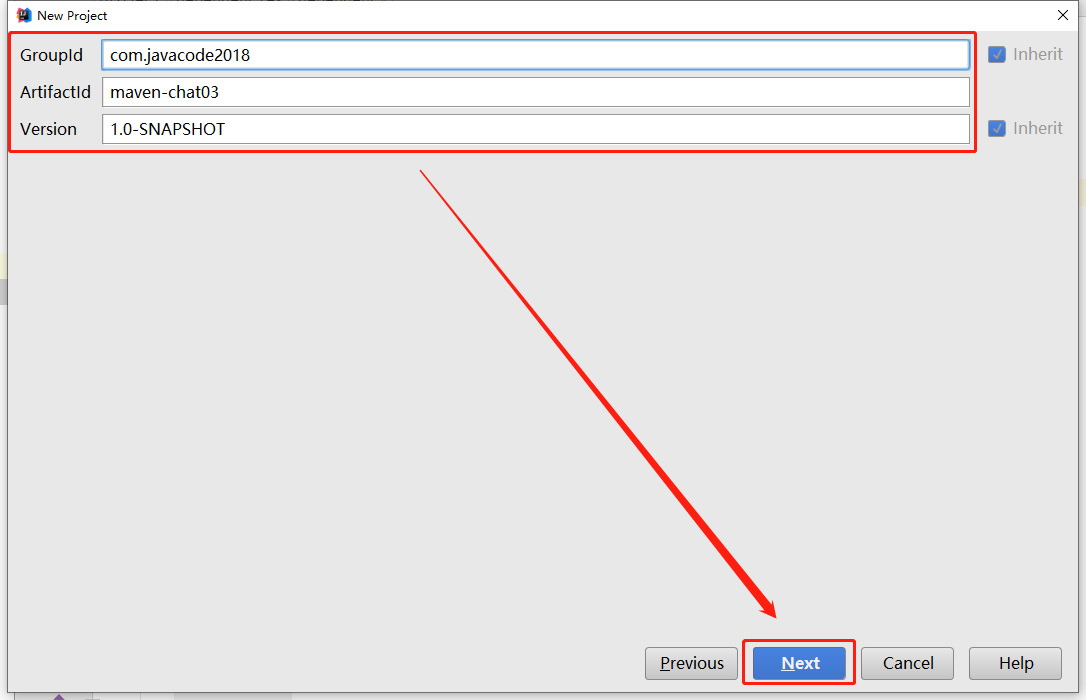 New Project
GroupId com.javacode2018 Inherit
ArtifactId maven-chat03
Version 1.0-SNAPSHOT Inherit
Previous Next Cancel Help